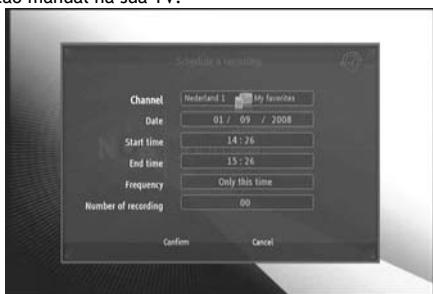 manual na sua TV.
Schedule a recording
Channel Nederland 1 My favorites
Date 01 / 09 / 2008
Start time 14 : 26
End time 15 : 26
Frequency Only this time
Number of recording 00
Confirm Cancel